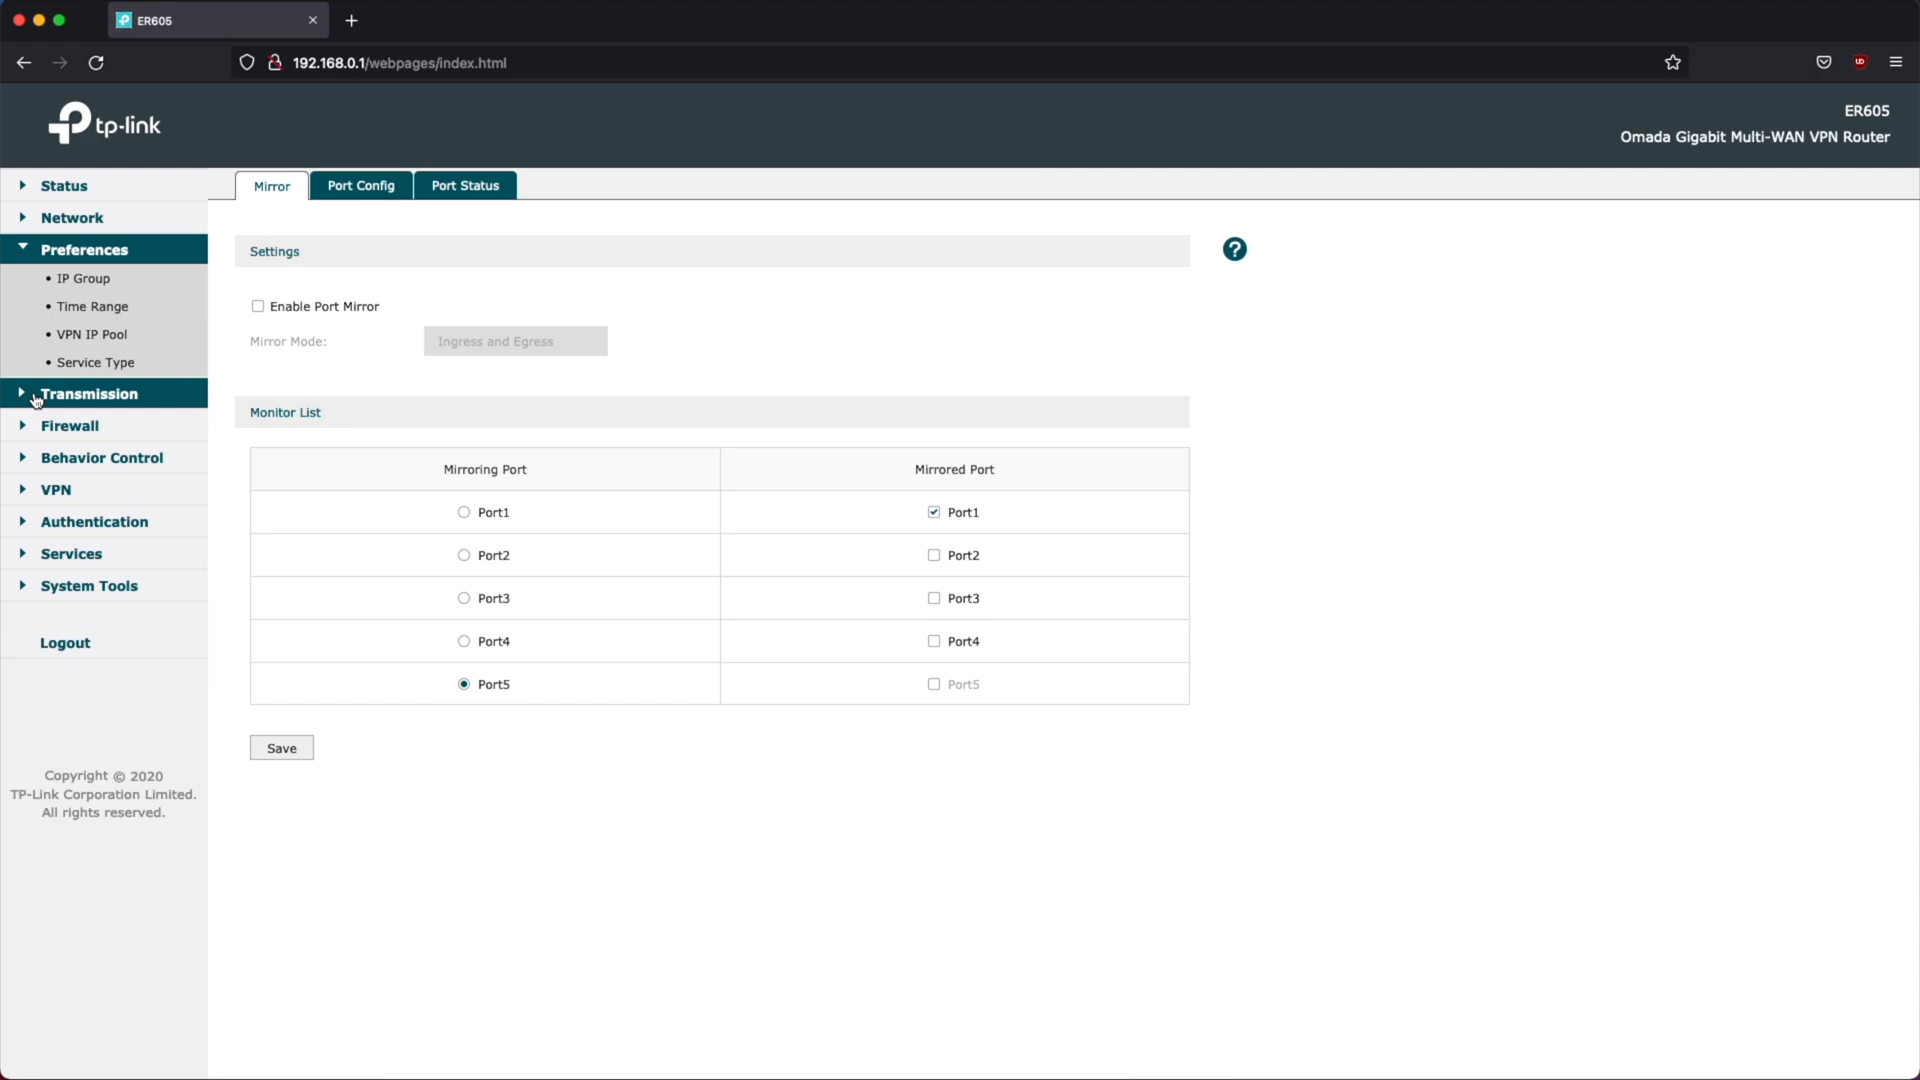 ER605
192.168.0.1/webpages/index.html
tp-link
ER605
Omada Gigabit Multi-WAN VPN Router
Status
Network
Preferences
• IP Group
• Time Range
• VPN IP Pool
• Service Type
Transmission
Firewall
Behavior Control
VPN
Authentication
Services
System Tools
Logout
Copyright © 2020
TP-Link Corporation Limited.
All rights reserved.
Mirror Port Config Port Status
Settings
?
Enable Port Mirror
Mirror Mode: Ingress and Egress
Monitor List
Mirroring Port Mirrored Port
Port1 Port1
Port2 Port2
Port3 Port3
Port4 Port4
Port5 Port5
Save